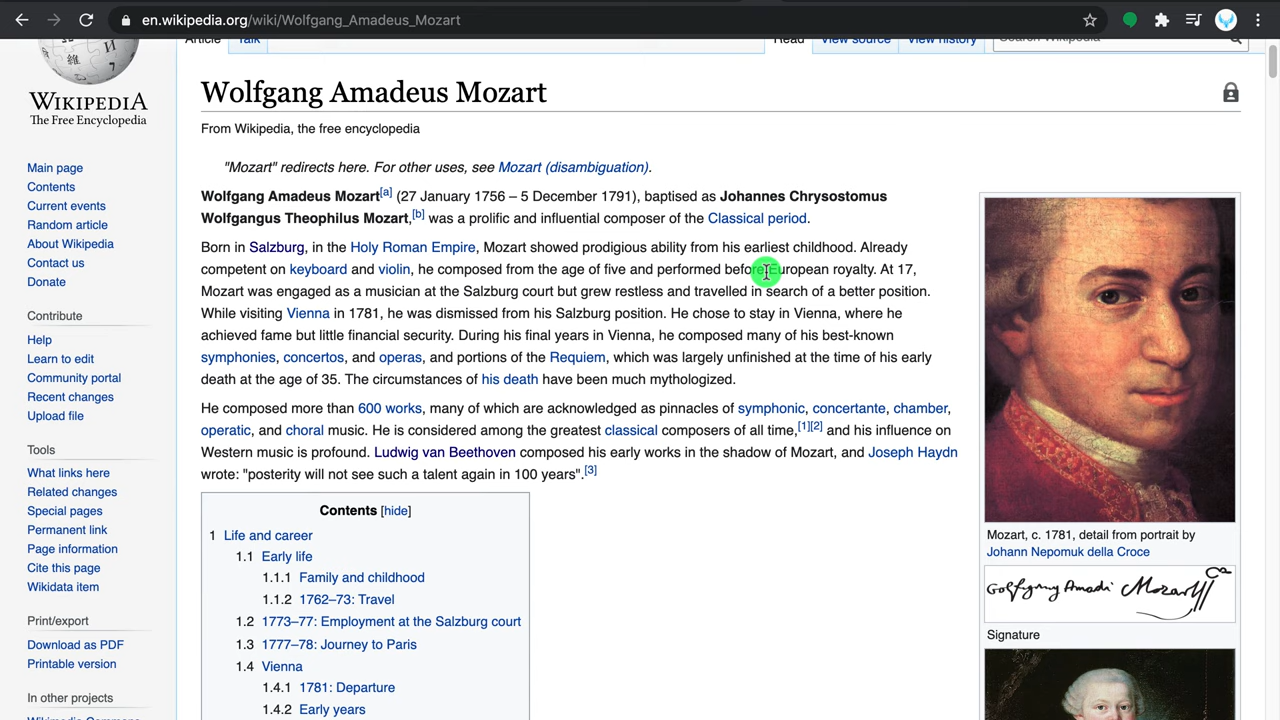 en.wikipedia.org/wiki/Wolfgang_Amadeus_Mozart
Article Talk Read View source View history Search Wikipedia
WIKIPEDIA
The Free Encyclopedia
Main page
Contents
Current events
Random article
About Wikipedia
Contact us
Donate
Contribute
Help
Learn to edit
Community portal
Recent changes
Upload file
Tools
What links here
Related changes
Special pages
Permanent link
Page information
Cite this page
Wikidata item
Print/export
Download as PDF
Printable version
In other projects
Wikimedia Commons
Wolfgang Amadeus Mozart
From Wikipedia, the free encyclopedia
"Mozart" redirects here. For other uses, see Mozart (disambiguation).
Wolfgang Amadeus Mozart[a] (27 January 1756 – 5 December 1791), baptised as Johannes Chrysostomus
Wolfgangus Theophilus Mozart,[b] was a prolific and influential composer of the Classical period.
Born in Salzburg, in the Holy Roman Empire, Mozart showed prodigious ability from his earliest childhood. Already
competent on keyboard and violin, he composed from the age of five and performed before European royalty. At 17,
Mozart was engaged as a musician at the Salzburg court but grew restless and travelled in search of a better position.
While visiting Vienna in 1781, he was dismissed from his Salzburg position. He chose to stay in Vienna, where he
achieved fame but little financial security. During his final years in Vienna, he composed many of his best-known
symphonies, concertos, and operas, and portions of the Requiem, which was largely unfinished at the time of his early
death at the age of 35. The circumstances of his death have been much mythologized.
He composed more than 600 works, many of which are acknowledged as pinnacles of symphonic, concertante, chamber,
operatic, and choral music. He is considered among the greatest classical composers of all time,[1][2] and his influence on
Western music is profound. Ludwig van Beethoven composed his early works in the shadow of Mozart, and Joseph Haydn
wrote: "posterity will not see such a talent again in 100 years".[3]
Contents [hide]
1 Life and career
1.1 Early life
1.1.1 Family and childhood
1.1.2 1762–73: Travel
1.2 1773–77: Employment at the Salzburg court
1.3 1777–78: Journey to Paris
1.4 Vienna
1.4.1 1781: Departure
1.4.2 Early years
Mozart, c. 1781, detail from portrait by
Johann Nepomuk della Croce
Wolfgang Amadè Mozart
Signature